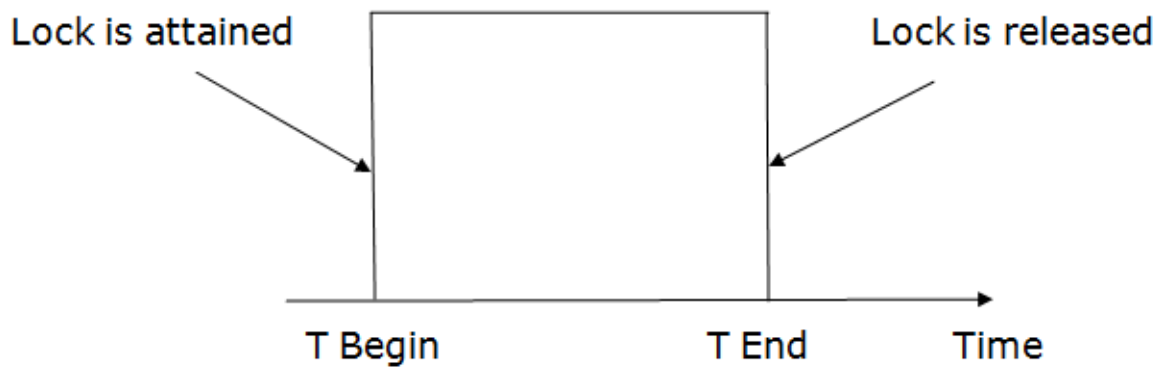 Lock is attained
Lock is released
T Begin
T End
Time